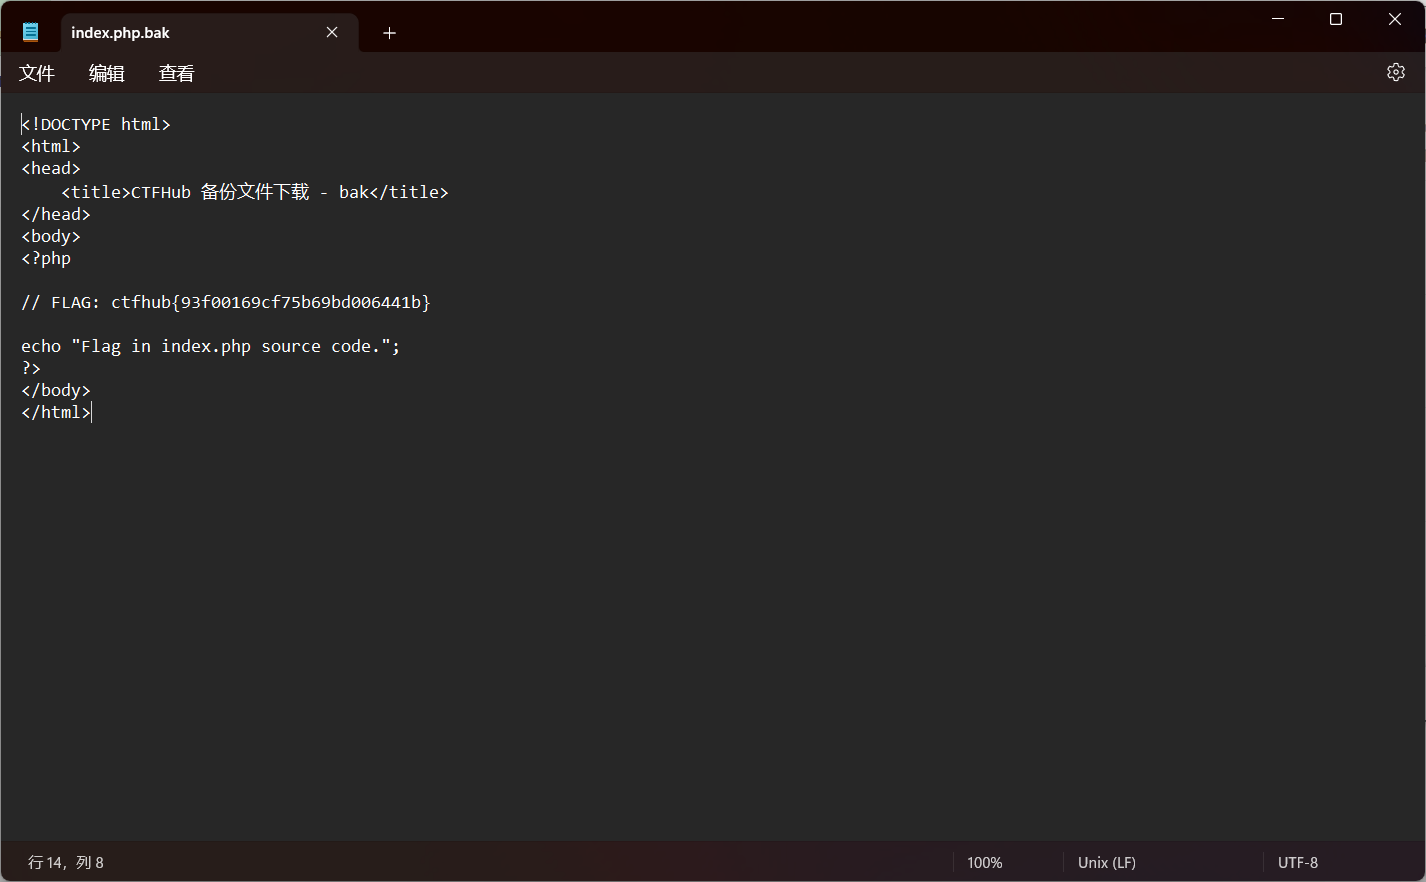 index.php.bak
文件 编辑 查看
<!DOCTYPE html>
<html>
<head>
    <title>CTFHub 备份文件下载 - bak</title>
</head>
<body>
<?php
// FLAG: ctfhub{93f00169cf75b69bd006441b}
echo "Flag in index.php source code.";
?>
</body>
</html>
行 14，列 8 100% Unix (LF) UTF-8